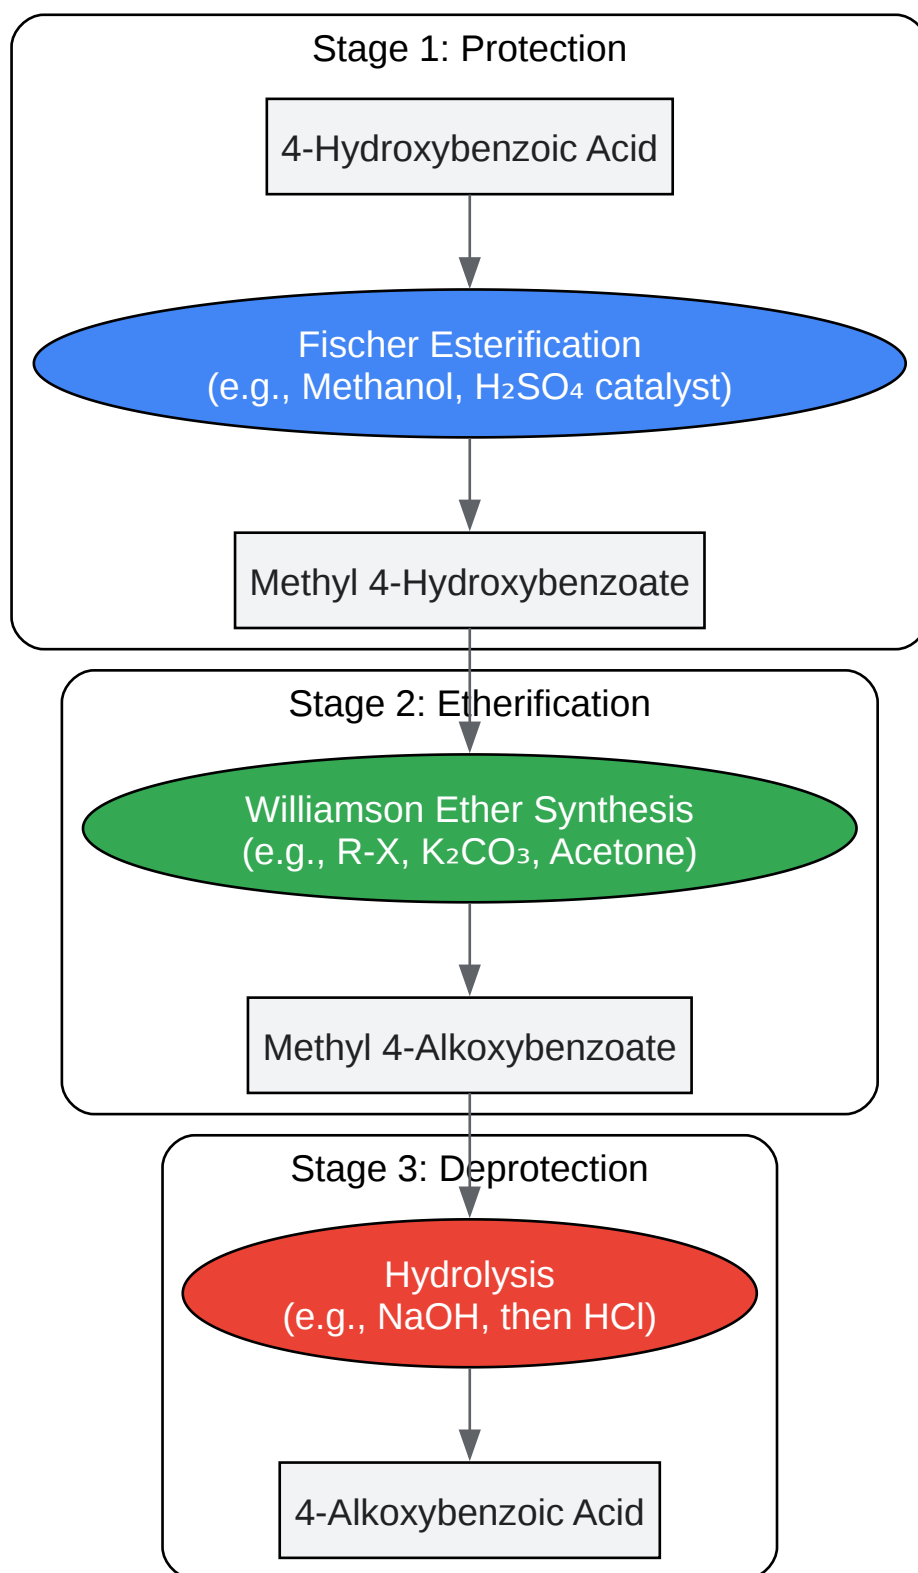 Stage 1: Protection
4-Hydroxybenzoic Acid
Fischer Esterification
(e.g., Methanol, H₂SO₄ catalyst)
Methyl 4-Hydroxybenzoate
Stage 2: Etherification
Williamson Ether Synthesis
(e.g., R-X, K₂CO₃, Acetone)
Methyl 4-Alkoxybenzoate
Stage 3: Deprotection
Hydrolysis
(e.g., NaOH, then HCl)
4-Alkoxybenzoic Acid